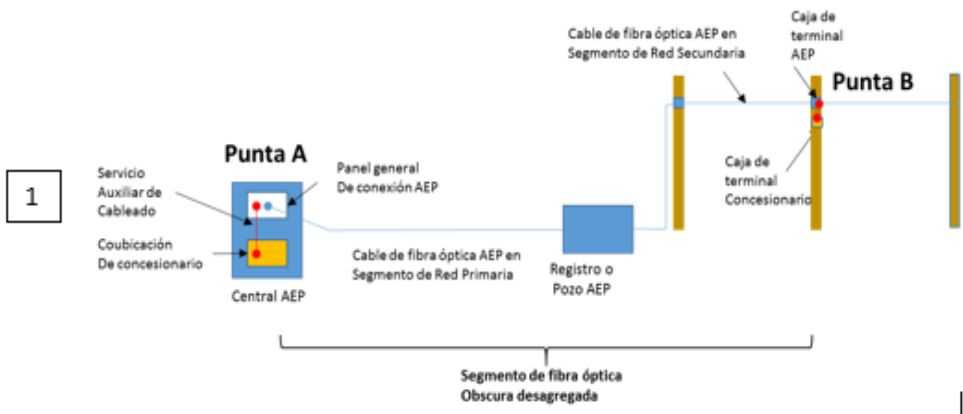 1
Punta A
Servicio
Auxiliar de
Cableado
Coubicación
De concesionario
Central AEP
Panel general
De conexión AEP
Cable de fibra óptica AEP en
Segmento de Red Primaria
Registro o
Pozo AEP
Cable de fibra óptica AEP en
Segmento de Red Secundaria
Caja de
terminal
AEP
Punta B
Caja de
terminal
Concesionario
Segmento de fibra óptica
Obscura desagregada